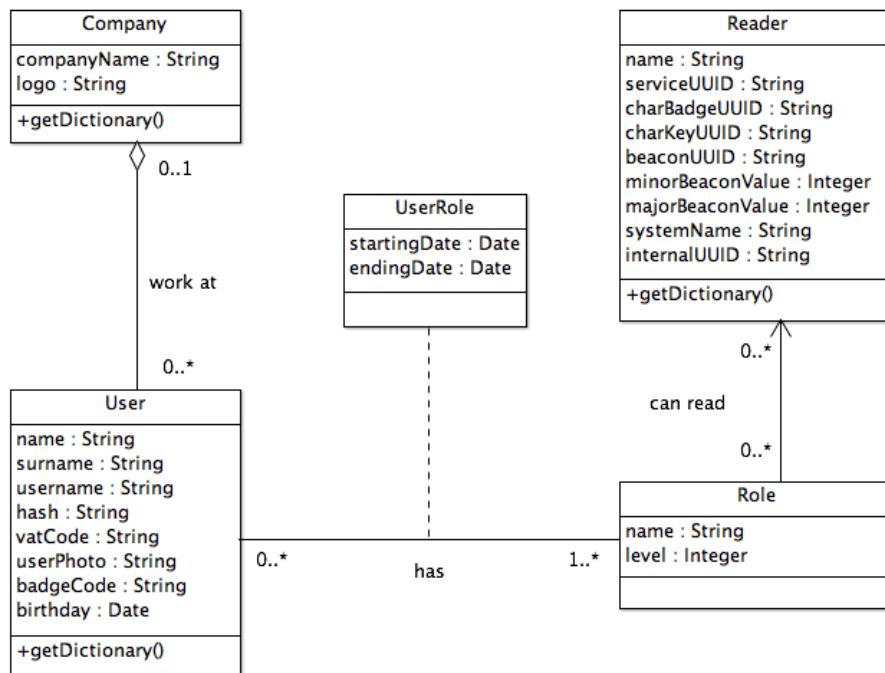 Company
companyName : String
logo : String
+getDictionary()
0..1
work at
0..*
User
name : String
surname : String
username : String
hash : String
vatCode : String
userPhoto : String
badgeCode : String
birthday : Date
+getDictionary()
UserRole
startingDate : Date
endingDate : Date
0..*
has
1..*
Reader
name : String
serviceUUID : String
charBadgeUUID : String
charKeyUUID : String
beaconUUID : String
minorBeaconValue : Integer
majorBeaconValue : Integer
systemName : String
internalUUID : String
+getDictionary()
0..*
can read
0..*
Role
name : String
level : Integer